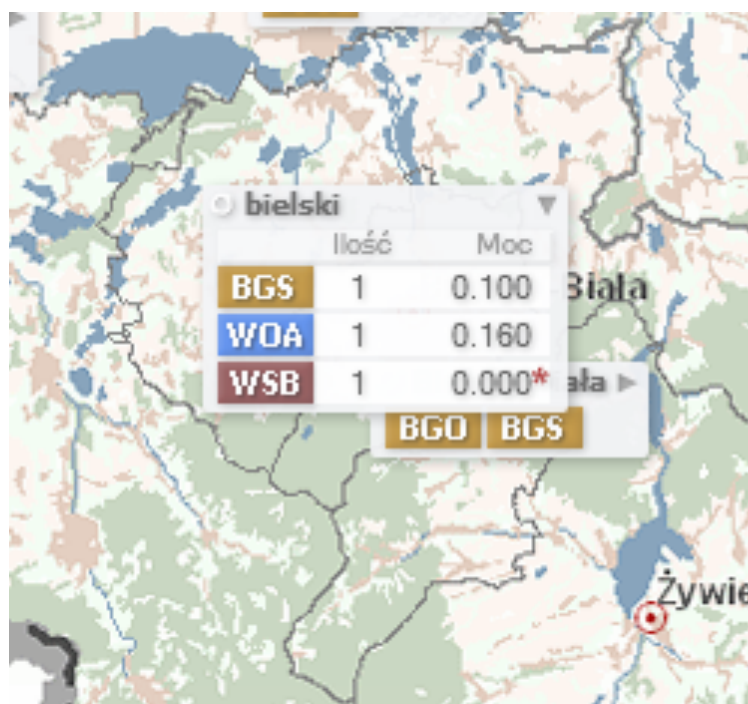 bielski
Ilość Moc
BGS 1 0.100
WOA 1 0.160
WSB 1 0.000*
Biała
ała
BGO BGS
Żywie